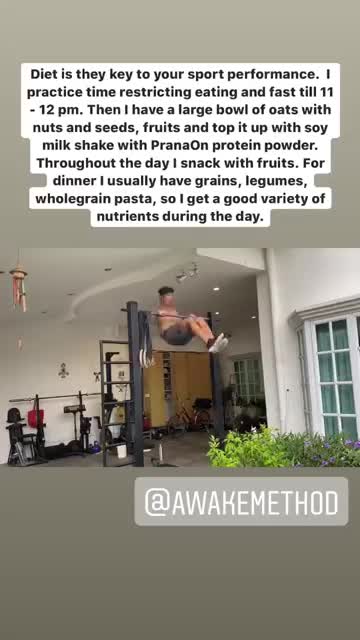 Diet is they key to your sport performance. I
practice time restricting eating and fast till 11
- 12 pm. Then I have a large bowl of oats with
nuts and seeds, fruits and top it up with soy
milk shake with PranaOn protein powder.
Throughout the day I snack with fruits. For
dinner I usually have grains, legumes,
wholegrain pasta, so I get a good variety of
nutrients during the day.
@AWAKEMETHOD